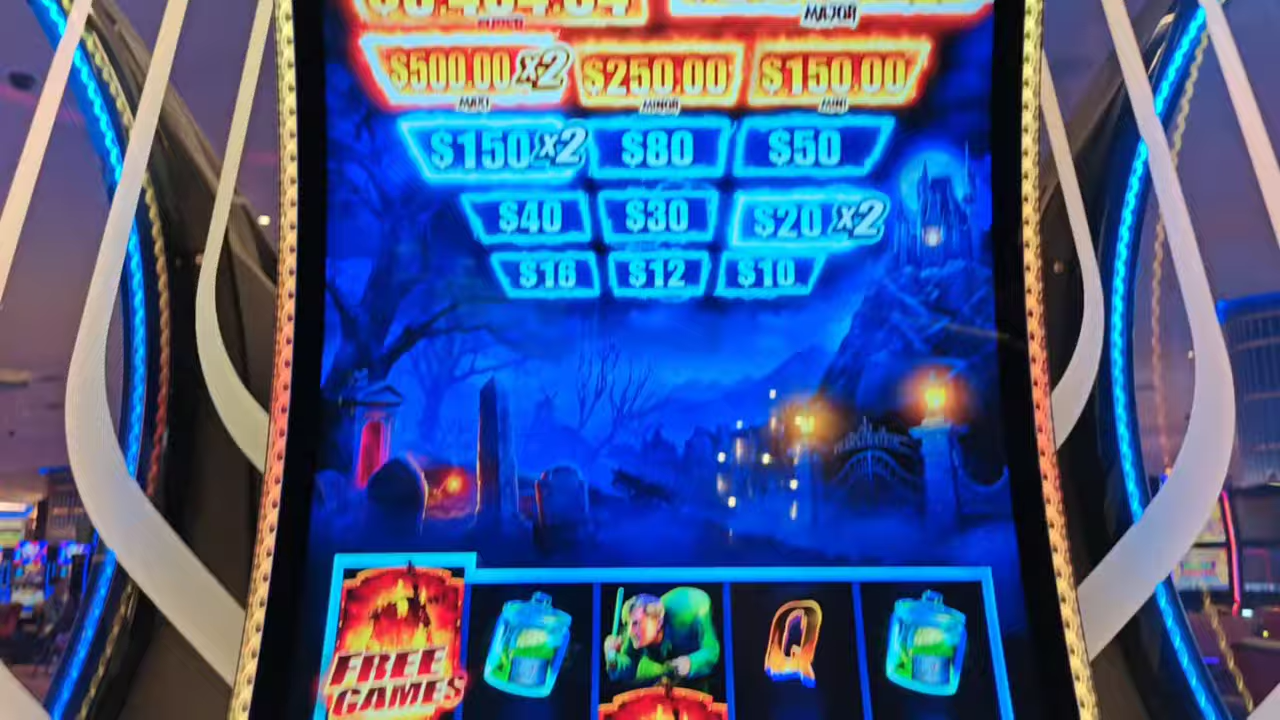 MAJOR
$500.00 x2 $250.00 $150.00
MAXI MINOR MINI
$150 x2 $80 $50
$40 $30 $20 x2
$16 $12 $10
FREE
GAMES
Q